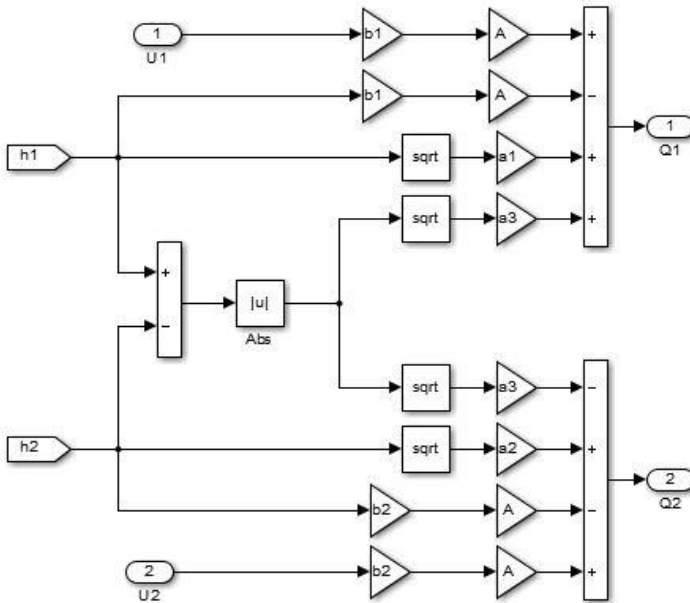 1 b1 A +
U1
b1 A − 1
h1 sqrt a1 + Q1
sqrt a3 +
+
|u|
−
Abs
sqrt a3 −
h2 sqrt a2 + 2
b2 A − Q2
2 b2 A +
U2